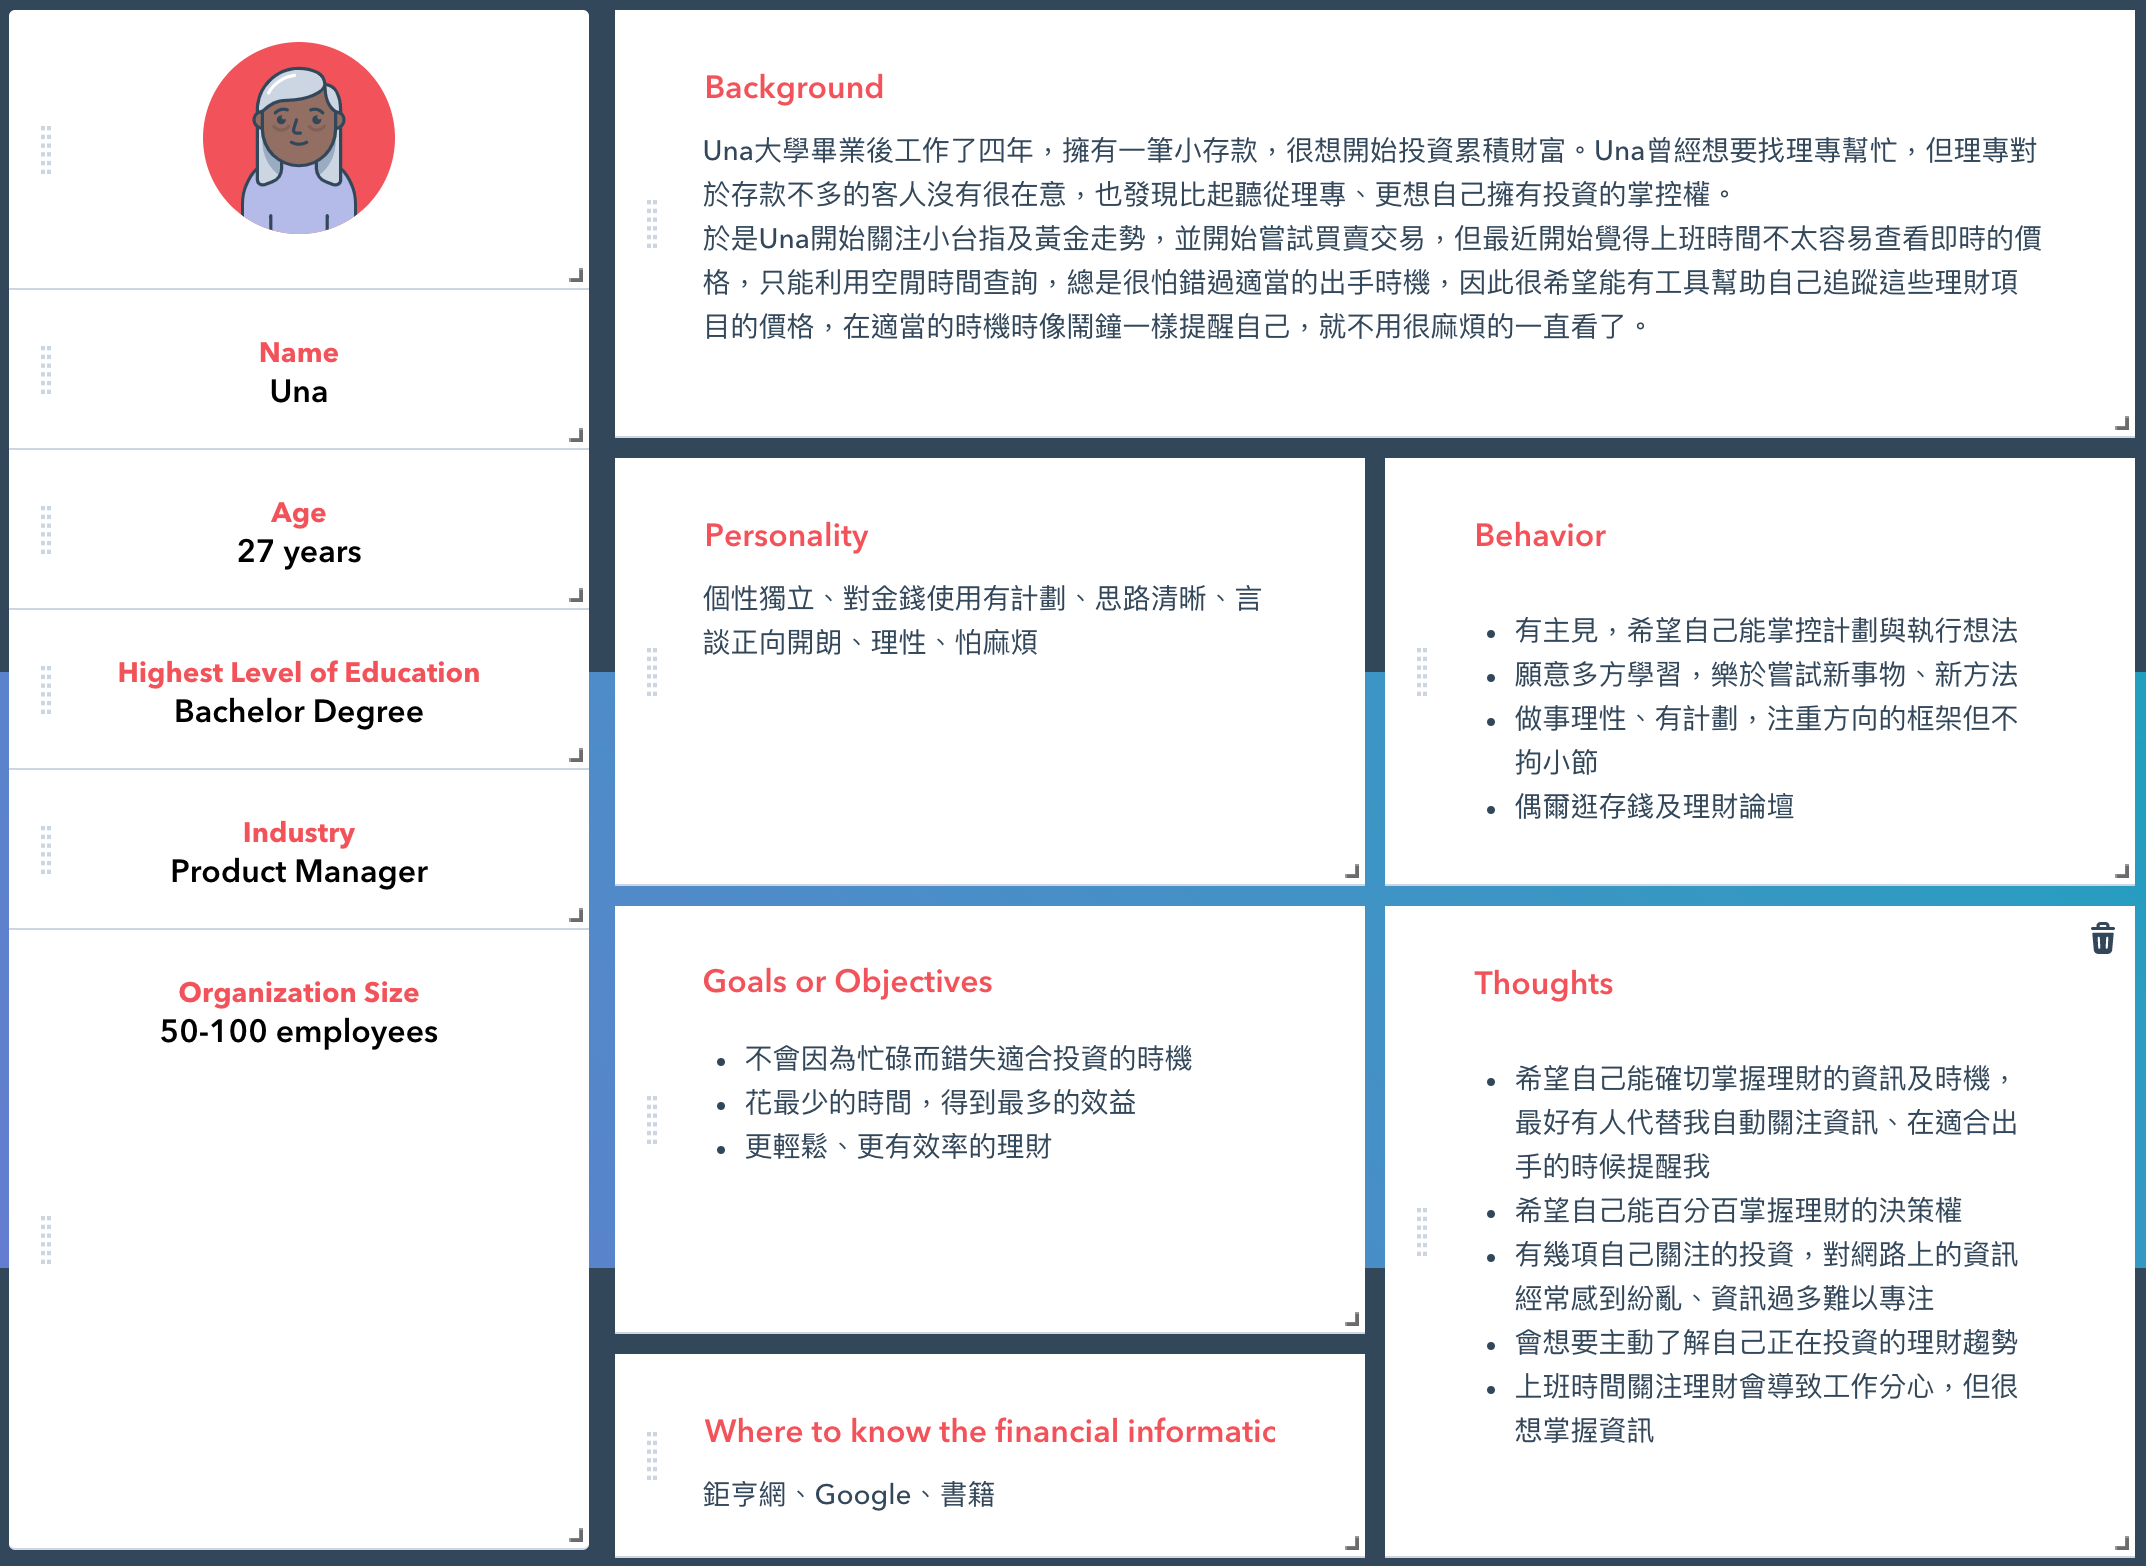 Name
Una
Age
27 years
Highest Level of Education
Bachelor Degree
Industry
Product Manager
Organization Size
50-100 employees
Background
Una大學畢業後工作了四年，擁有一筆小存款，很想開始投資累積財富。Una曾經想要找理專幫忙，但理專對
於存款不多的客人沒有很在意，也發現比起聽從理專、更想自己擁有投資的掌控權。
於是Una開始關注小台指及黃金走勢，並開始嘗試買賣交易，但最近開始覺得上班時間不太容易查看即時的價
格，只能利用空閒時間查詢，總是很怕錯過適當的出手時機，因此很希望能有工具幫助自己追蹤這些理財項
目的價格，在適當的時機時像鬧鐘一樣提醒自己，就不用很麻煩的一直看了。
Personality
個性獨立、對金錢使用有計劃、思路清晰、言
談正向開朗、理性、怕麻煩
Behavior
• 有主見，希望自己能掌控計劃與執行想法
• 願意多方學習，樂於嘗試新事物、新方法
• 做事理性、有計劃，注重方向的框架但不
拘小節
• 偶爾逛存錢及理財論壇
Goals or Objectives
• 不會因為忙碌而錯失適合投資的時機
• 花最少的時間，得到最多的效益
• 更輕鬆、更有效率的理財
Thoughts
• 希望自己能確切掌握理財的資訊及時機，
最好有人代替我自動關注資訊、在適合出
手的時候提醒我
• 希望自己能百分百掌握理財的決策權
• 有幾項自己關注的投資，對網路上的資訊
經常感到紛亂、資訊過多難以專注
• 會想要主動了解自己正在投資的理財趨勢
• 上班時間關注理財會導致工作分心，但很
想掌握資訊
Where to know the financial informatic
鉅亨網、Google、書籍